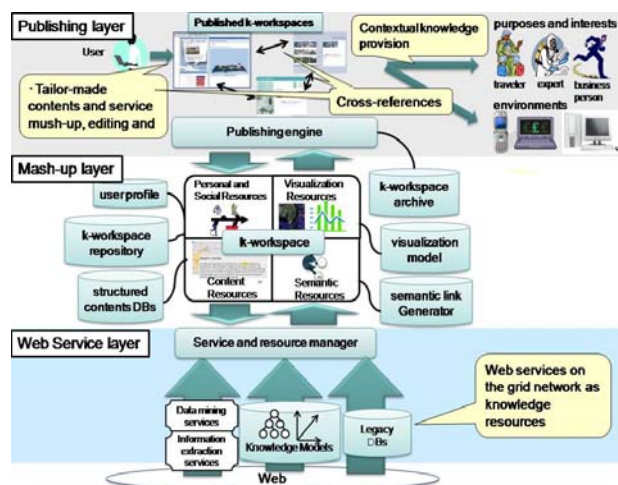 Publishing layer
Published k-workspaces
User
Contextual knowledge
provision
purposes and interests
traveler
expert
business
person
· Tailor-made
contents and service
mush-up, editing and
Cross-references
environments
Publishing engine
Mash-up layer
user profile
Personal and
Social Resources
Visualization
Resources
k-workspace
archive
k-workspace
repository
k-workspace
visualization
model
structured
contents DBs
Content
Resources
Semantic
Resources
semantic link
Generator
Web Service layer
Service and resource manager
Web services on
the grid network as
knowledge
resources
Data mining
services
Information
extraction
services
Knowledge Models
Legacy
DBs
Web